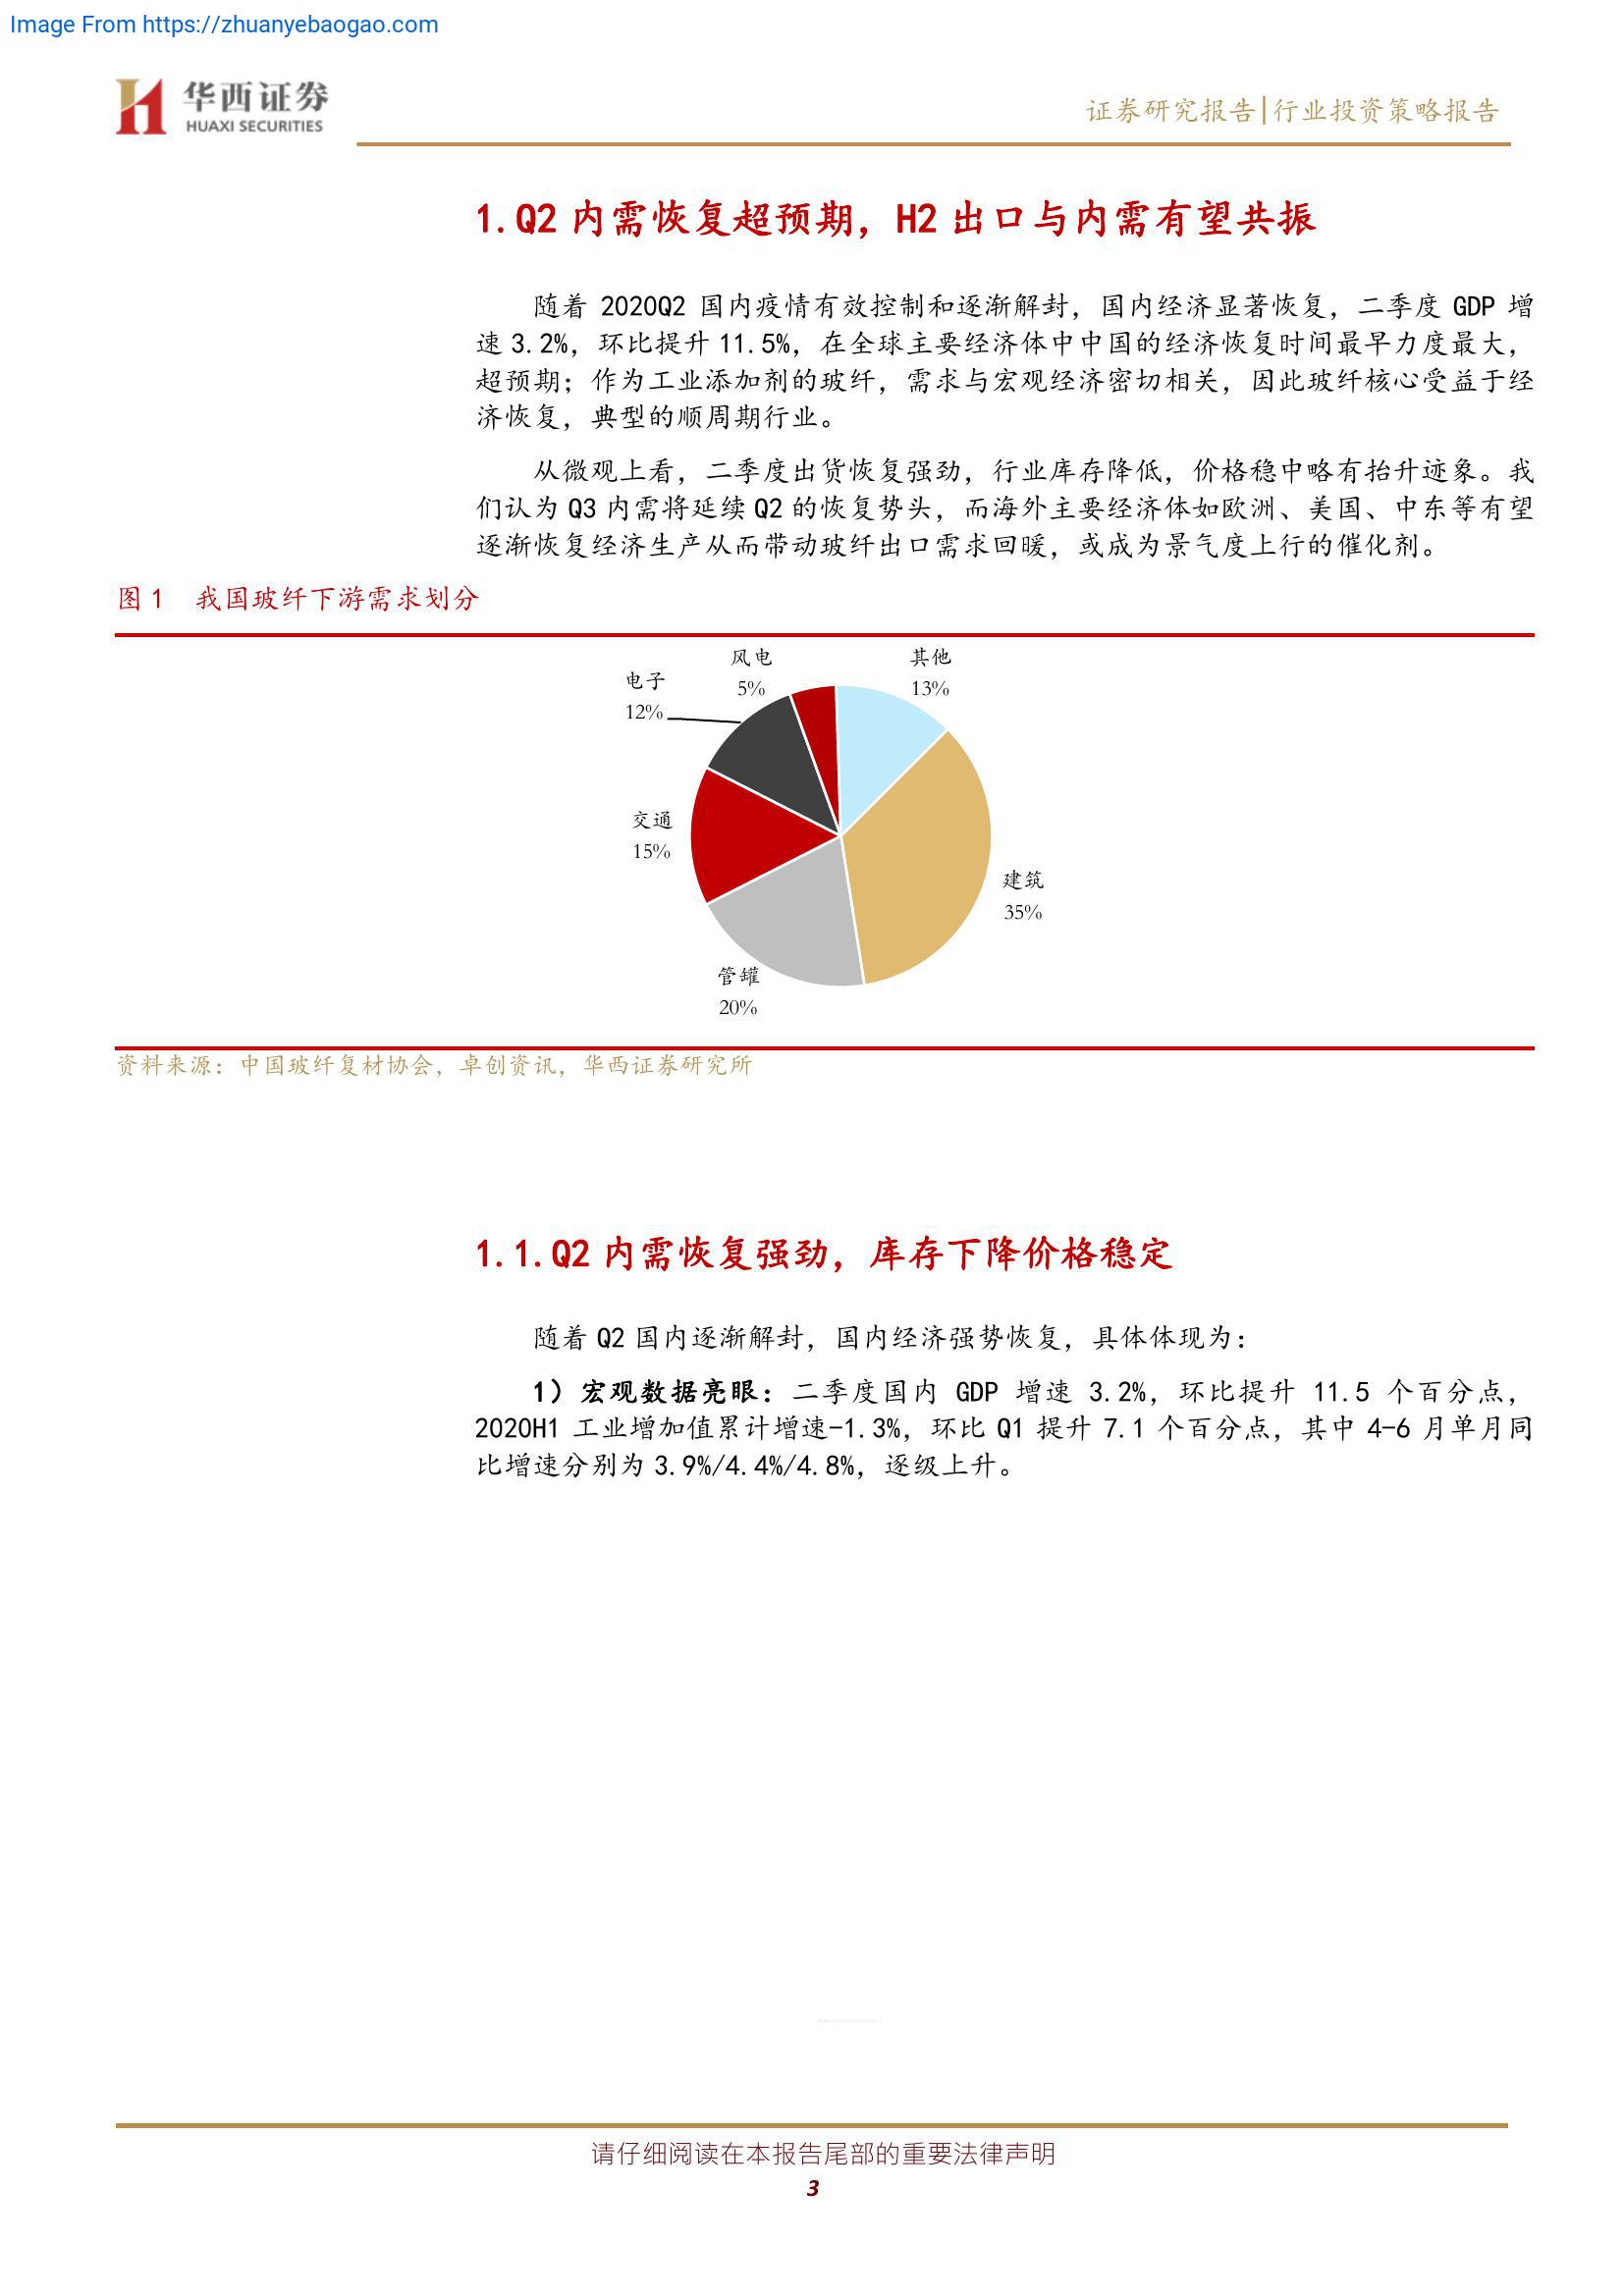 Image From https://zhuanyebaogao.com
华西证券
HUAXI SECURITIES
证券研究报告|行业投资策略报告
1.Q2 内需恢复超预期，H2 出口与内需有望共振
随着 2020Q2 国内疫情有效控制和逐渐解封，国内经济显著恢复，二季度 GDP 增
速 3.2%，环比提升 11.5%，在全球主要经济体中中国的经济恢复时间最早力度最大，
超预期；作为工业添加剂的玻纤，需求与宏观经济密切相关，因此玻纤核心受益于经
济恢复，典型的顺周期行业。
从微观上看，二季度出货恢复强劲，行业库存降低，价格稳中略有抬升迹象。我
们认为 Q3 内需将延续 Q2 的恢复势头，而海外主要经济体如欧洲、美国、中东等有望
逐渐恢复经济生产从而带动玻纤出口需求回暖，或成为景气度上行的催化剂。
图 1 我国玻纤下游需求划分
风电
5%
其他
13%
电子
12%
交通
15%
建筑
35%
管罐
20%
资料来源：中国玻纤复材协会，卓创资讯，华西证券研究所
1.1.Q2 内需恢复强劲，库存下降价格稳定
随着 Q2 国内逐渐解封，国内经济强势恢复，具体体现为：
1）宏观数据亮眼：二季度国内 GDP 增速 3.2%，环比提升 11.5 个百分点，
2020H1 工业增加值累计增速-1.3%，环比 Q1 提升 7.1 个百分点，其中 4-6 月单月同
比增速分别为 3.9%/4.4%/4.8%，逐级上升。
请仔细阅读在本报告尾部的重要法律声明
3